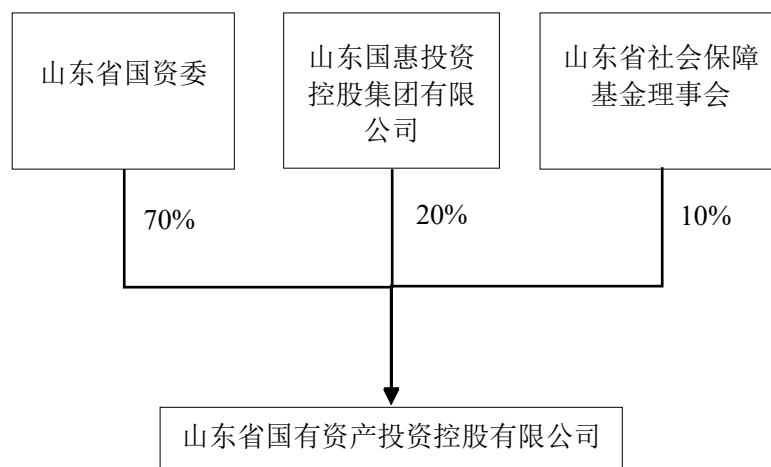 山东省国资委
山东国惠投资
控股集团有限
公司
山东省社会保障
基金理事会
70%
20%
10%
山东省国有资产投资控股有限公司